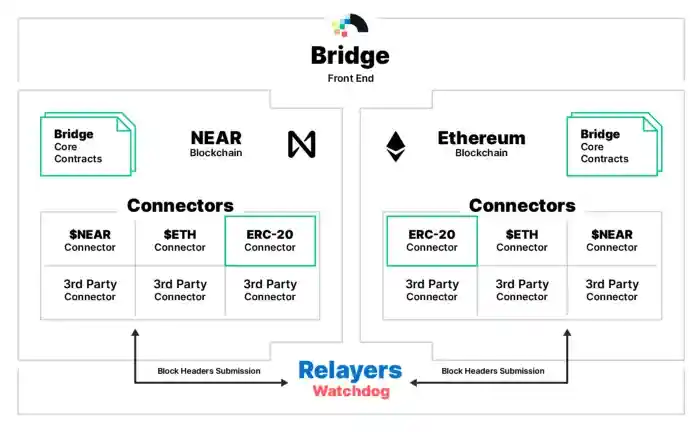 Bridge
Front End
Bridge
Core
Contracts
NEAR
Blockchain
Connectors
$NEAR
Connector
$ETH
Connector
ERC-20
Connector
3rd Party
Connector
3rd Party
Connector
3rd Party
Connector
Ethereum
Blockchain
Bridge
Core
Contracts
Connectors
ERC-20
Connector
$ETH
Connector
$NEAR
Connector
3rd Party
Connector
3rd Party
Connector
3rd Party
Connector
Block Headers Submission
Relayers
Watchdog
Block Headers Submission